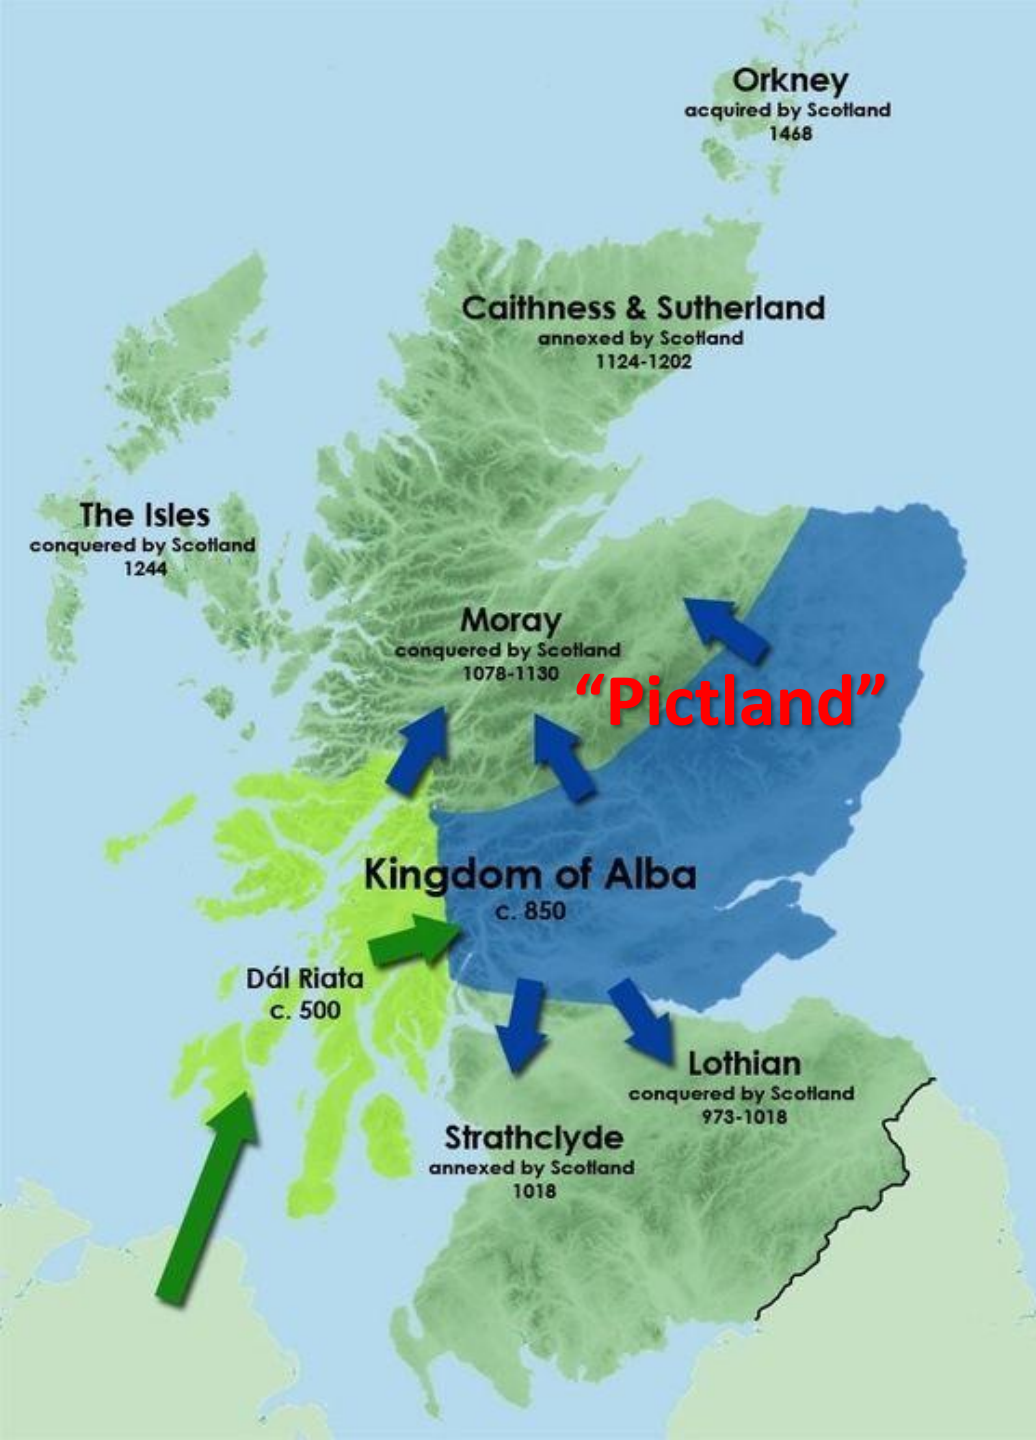 Orkney
acquired by Scotland
1468
Caithness & Sutherland
annexed by Scotland
1124-1202
The Isles
conquered by Scotland
1244
Moray
conquered by Scotland
1078-1130
“Pictland”
Kingdom of Alba
c. 850
Dál Riata
c. 500
Lothian
conquered by Scotland
973-1018
Strathclyde
annexed by Scotland
1018